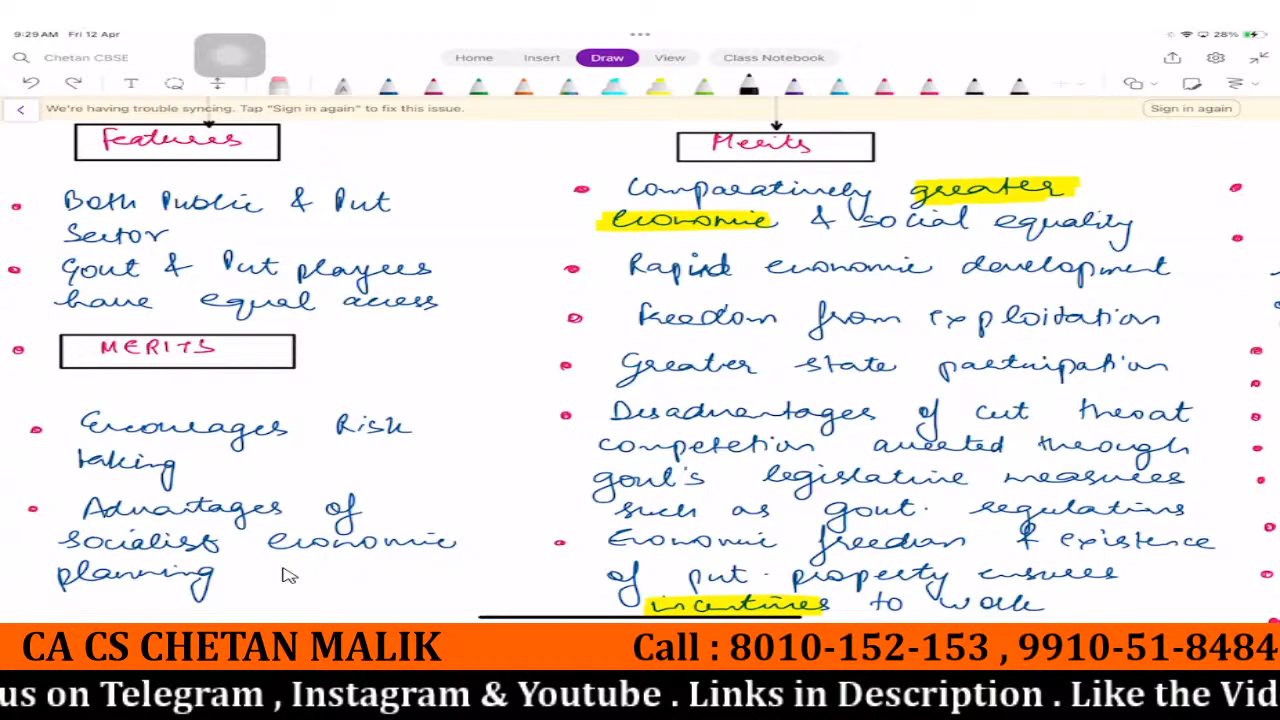 9:29AM Fri 12 Apr
28%
Chetan CBSE
Home Insert Draw View Class Notebook
We're having trouble syncing. Tap "Sign in again" to fix this issue.
Sign in again
Features
Both Public & Pvt
Sector
Govt & Pvt players
have equal access
MERITS
Encourages Risk
taking
Advantages of
socialist economic
planning
Merits
Comparatively greater
economic & social equality
Rapid economic development
Freedom from exploitation
Greater state participation
Disadvantages of cut throat
competetion averted through
govt's legislative measures
such as govt. regulations
Economic freedom & existence
of pvt. property ensures
incentives to work
CA CS CHETAN MALIK
Call : 8010-152-153 , 9910-51-8484
us on Telegram , Instagram & Youtube . Links in Description . Like the Vid